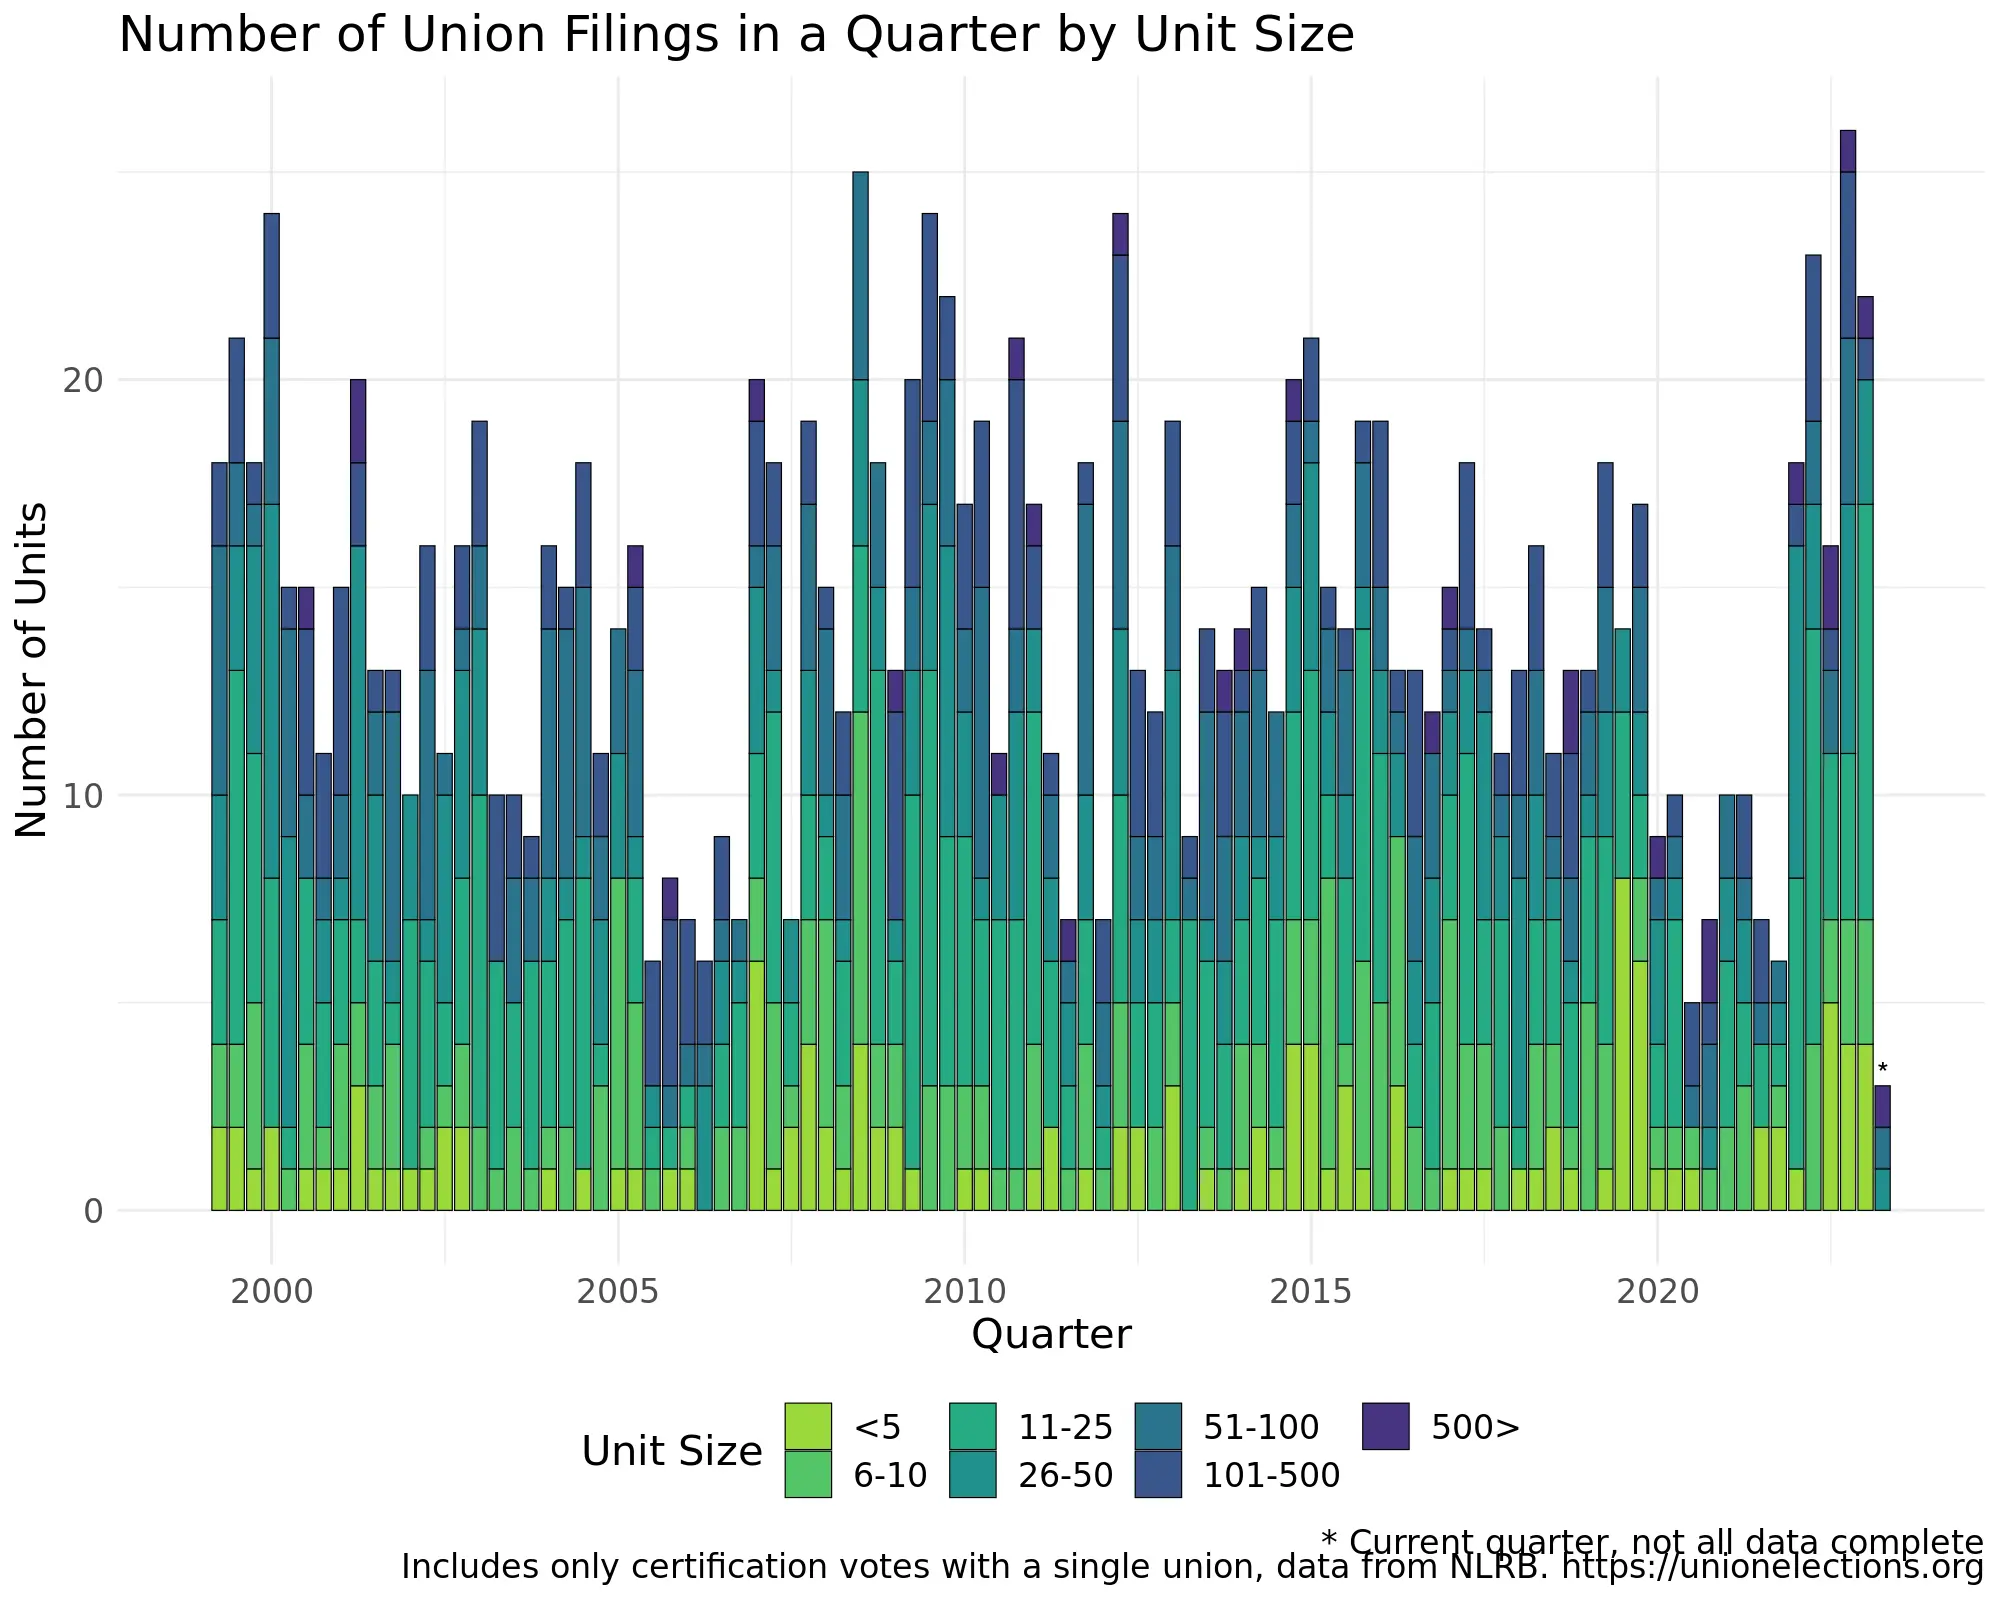 Number of Union Filings in a Quarter by Unit Size
Number of Units
20
10
0
*
2000 2005 2010 2015 2020
Quarter
Unit Size
<5 11-25 51-100 500>
6-10 26-50 101-500
* Current quarter, not all data complete
Includes only certification votes with a single union, data from NLRB. https://unionelections.org